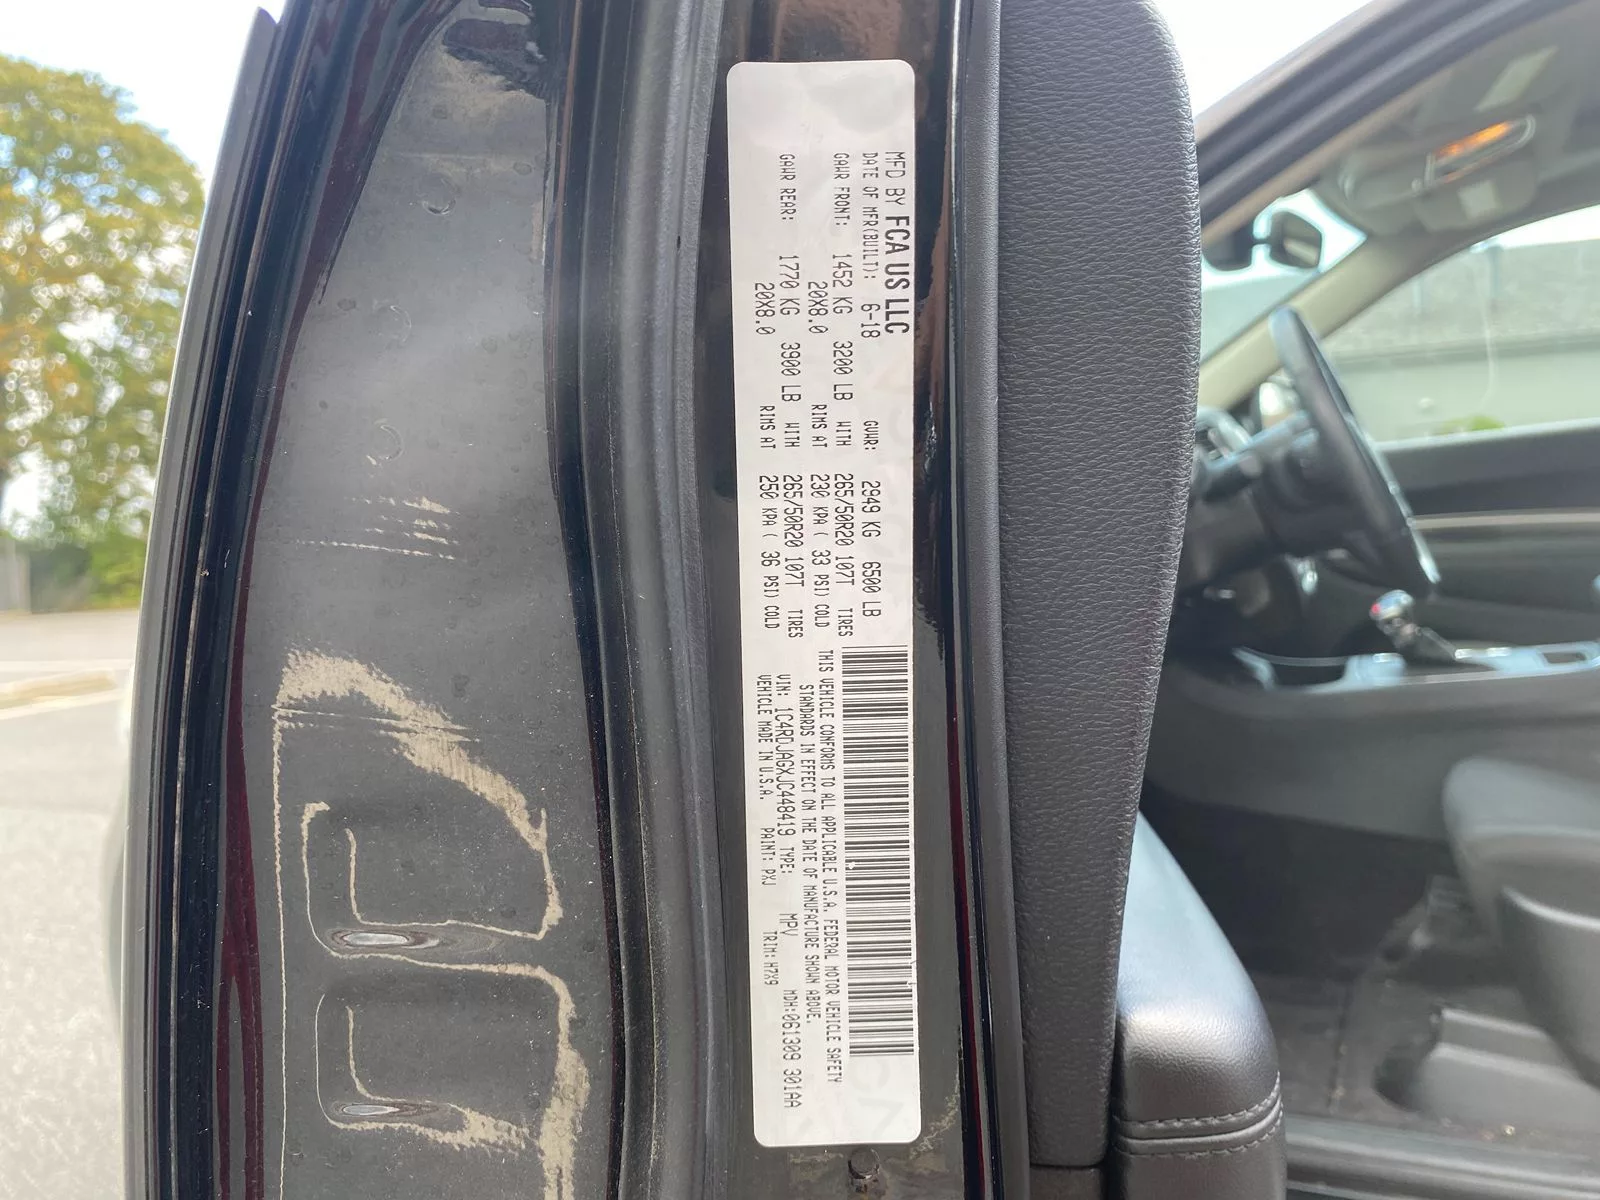 MFD BY FCA US LLC
DATE OF MFR(BUILT): 6-18 GVWR: 2949 KG 6500 LB
GAWR FRONT: 1452 KG 3200 LB WITH 265/50R20 107T TIRES
20X8.0 RIMS AT 230 KPA ( 33 PSI) COLD
GAWR REAR: 1770 KG 3900 LB WITH 265/50R20 107T TIRES
20X8.0 RIMS AT 250 KPA ( 36 PSI) COLD
THIS VEHICLE CONFORMS TO ALL APPLICABLE U.S.A. FEDERAL MOTOR VEHICLE SAFETY
STANDARDS IN EFFECT ON THE DATE OF MANUFACTURE SHOWN ABOVE.
VIN: 1C4RDJAGXJC448419 TYPE: MPV MDH:061309 301AA
VEHICLE MADE IN U.S.A. PAINT: PXJ TRIM:H7X9